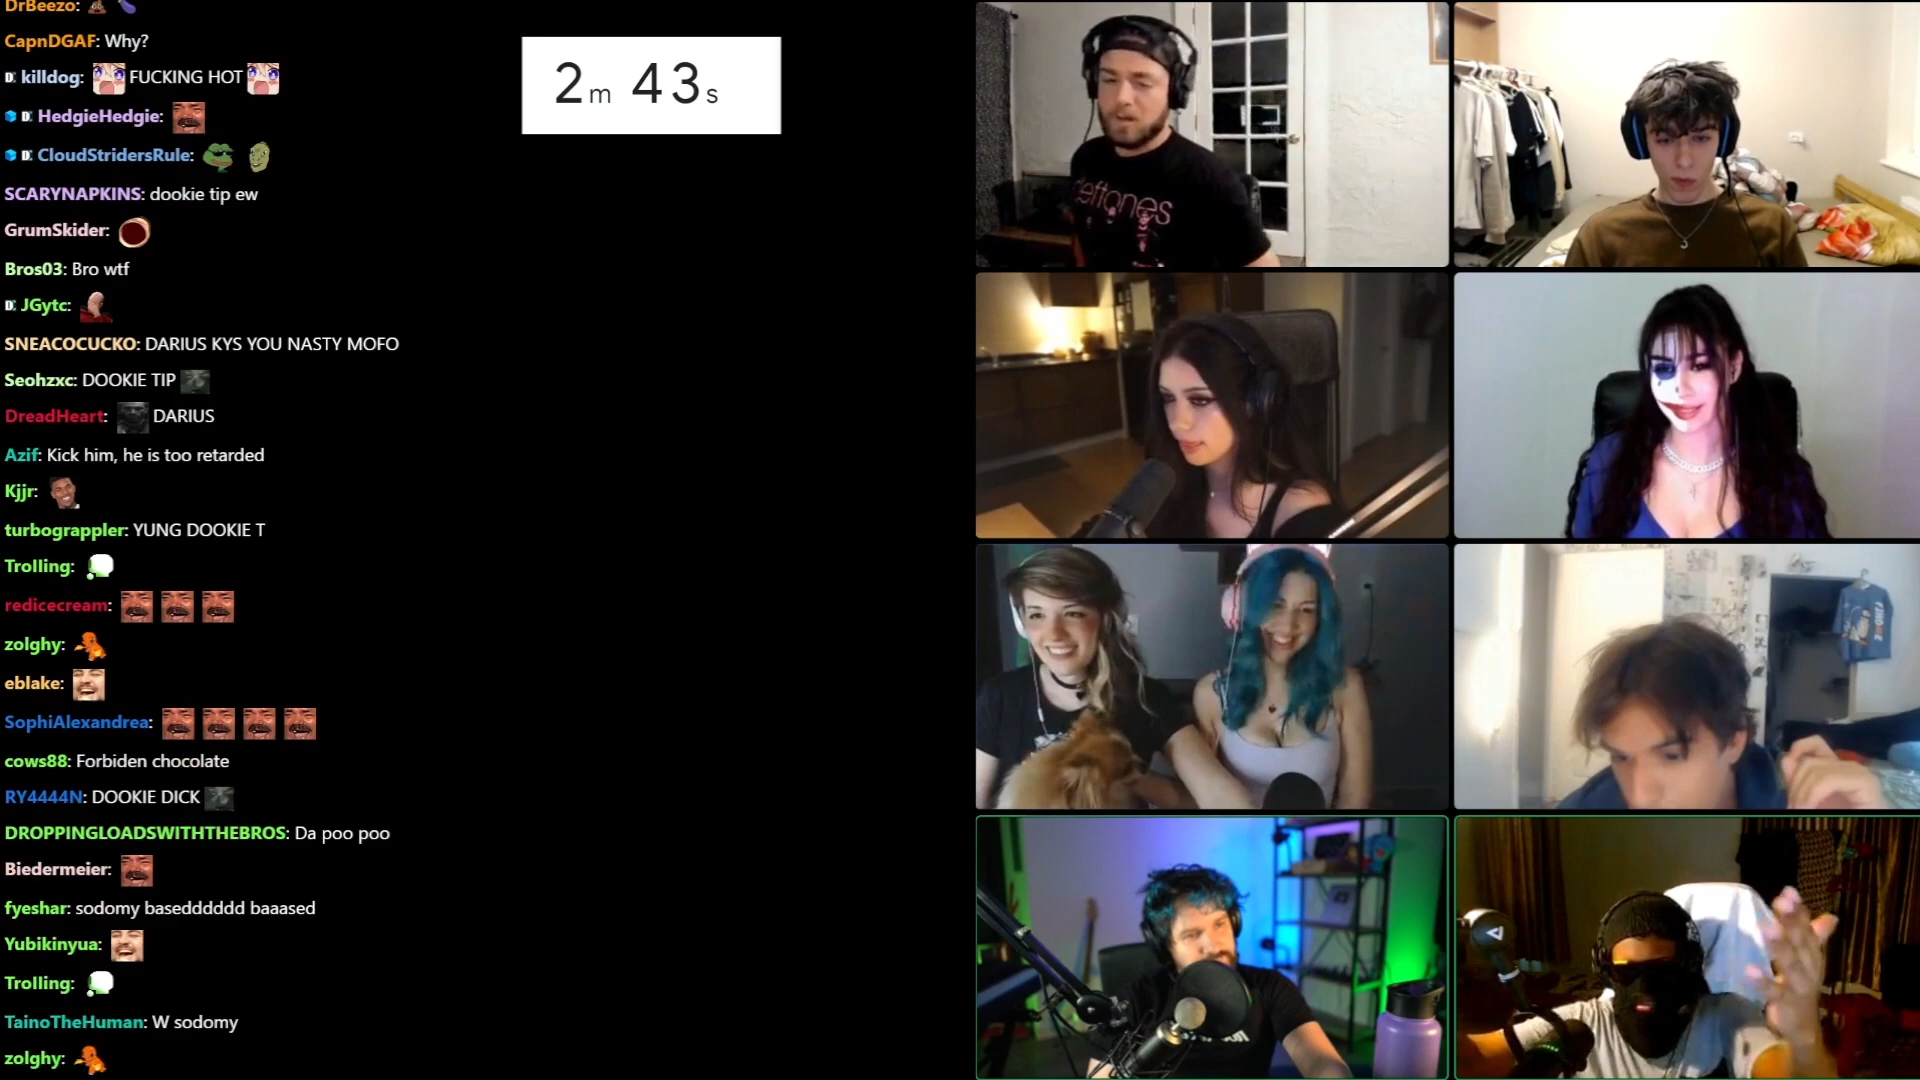 DrBeezo:
CapnDGAF: Why?
killdog: FUCKING HOT
HedgieHedgie:
CloudStridersRule:
SCARYNAPKINS: dookie tip ew
GrumSkider:
Bros03: Bro wtf
JGytc:
SNEACOCUCKO: DARIUS KYS YOU NASTY MOFO
Seohzxc: DOOKIE TIP
DreadHeart: DARIUS
Azif: Kick him, he is too retarded
Kjjr:
turbograppler: YUNG DOOKIE T
Trolling:
redicecream:
zolghy:
eblake:
SophiAlexandrea:
cows88: Forbiden chocolate
RY4444N: DOOKIE DICK
DROPPINGLOADSWITHTHEBROS: Da poo poo
Biedermeier:
fyeshar: sodomy basedddddd baaased
Yubikinyua:
Trolling:
TainoTheHuman: W sodomy
zolghy:
2m 43s
deftones